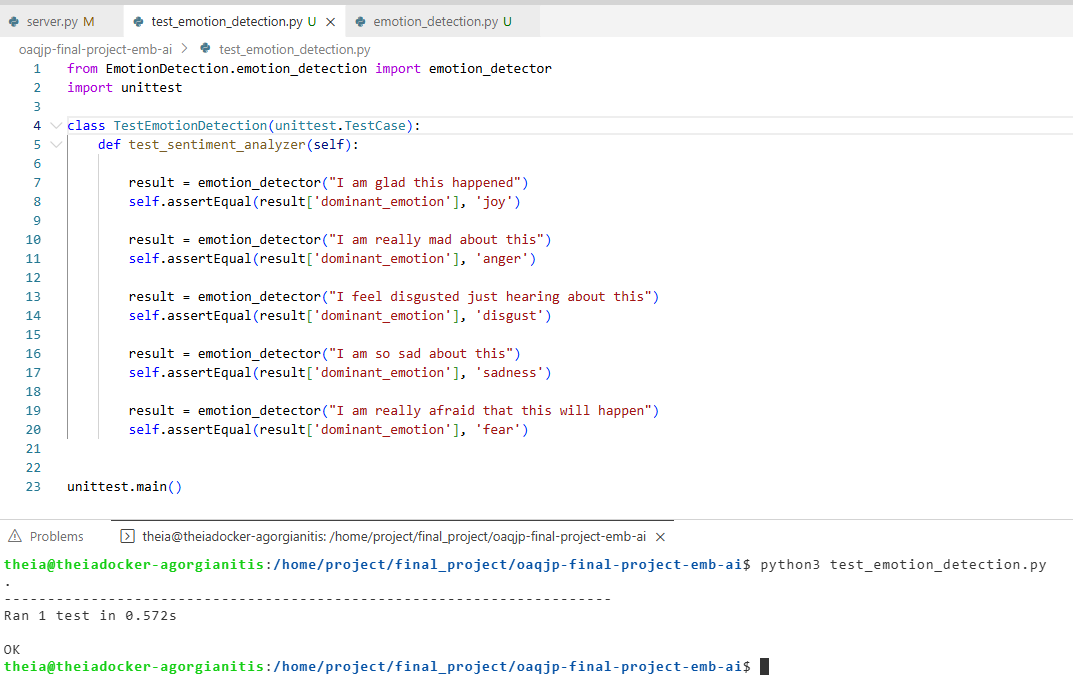 server.py M test_emotion_detection.py U × emotion_detection.py U
oaqjp-final-project-emb-ai > test_emotion_detection.py
1 from EmotionDetection.emotion_detection import emotion_detector
2 import unittest
3
4 class TestEmotionDetection(unittest.TestCase):
5     def test_sentiment_analyzer(self):
6
7         result = emotion_detector("I am glad this happened")
8         self.assertEqual(result['dominant_emotion'], 'joy')
9
10         result = emotion_detector("I am really mad about this")
11         self.assertEqual(result['dominant_emotion'], 'anger')
12
13         result = emotion_detector("I feel disgusted just hearing about this")
14         self.assertEqual(result['dominant_emotion'], 'disgust')
15
16         result = emotion_detector("I am so sad about this")
17         self.assertEqual(result['dominant_emotion'], 'sadness')
18
19         result = emotion_detector("I am really afraid that this will happen")
20         self.assertEqual(result['dominant_emotion'], 'fear')
21
22
23 unittest.main()
Problems theia@theiadocker-agorgianitis: /home/project/final_project/oaqjp-final-project-emb-ai ×
theia@theiadocker-agorgianitis:/home/project/final_project/oaqjp-final-project-emb-ai$ python3 test_emotion_detection.py
.
----------------------------------------------------------------------
Ran 1 test in 0.572s
OK
theia@theiadocker-agorgianitis:/home/project/final_project/oaqjp-final-project-emb-ai$